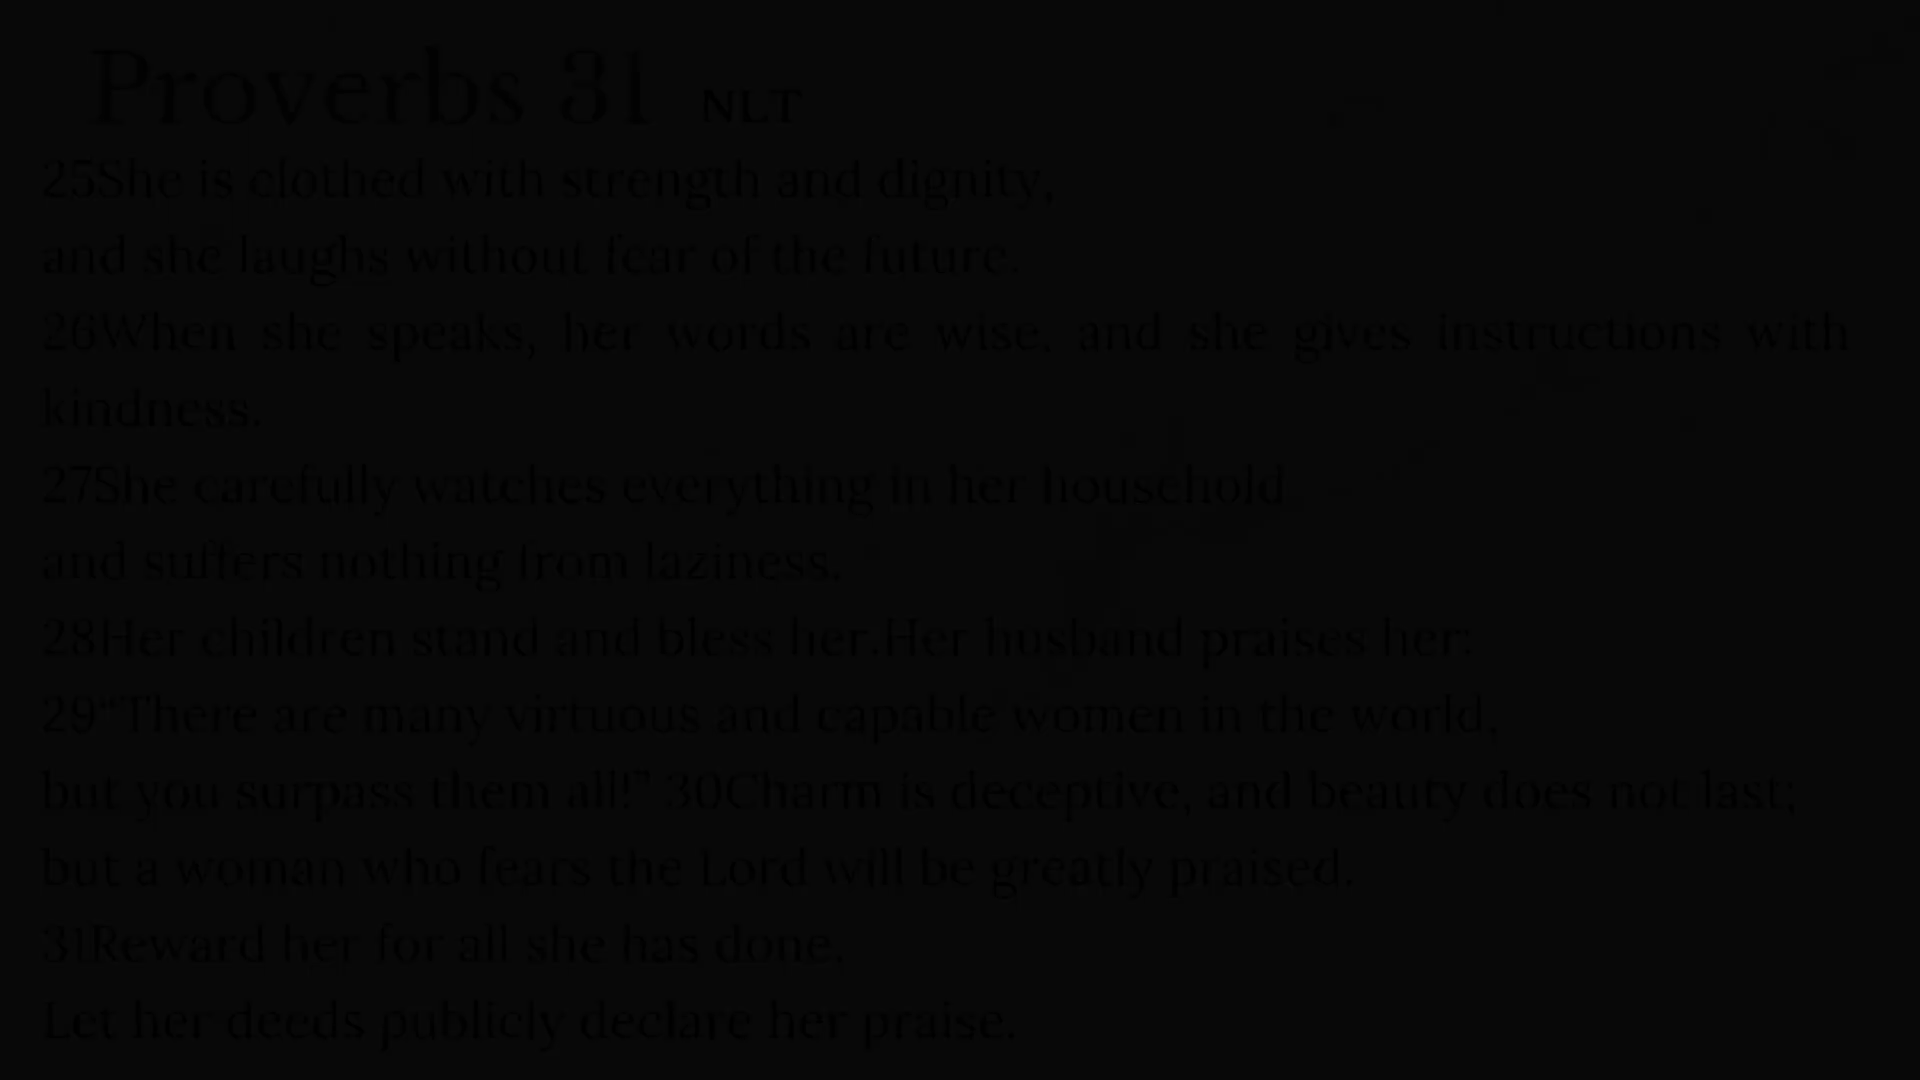 Proverbs 31 NLT
25She is clothed with strength and dignity,
and she laughs without fear of the future.
26When she speaks, her words are wise, and she gives instructions with
kindness.
27She carefully watches everything in her household
and suffers nothing from laziness.
28Her children stand and bless her.Her husband praises her:
29“There are many virtuous and capable women in the world,
but you surpass them all!” 30Charm is deceptive, and beauty does not last;
but a woman who fears the Lord will be greatly praised.
31Reward her for all she has done,
Let her deeds publicly declare her praise.